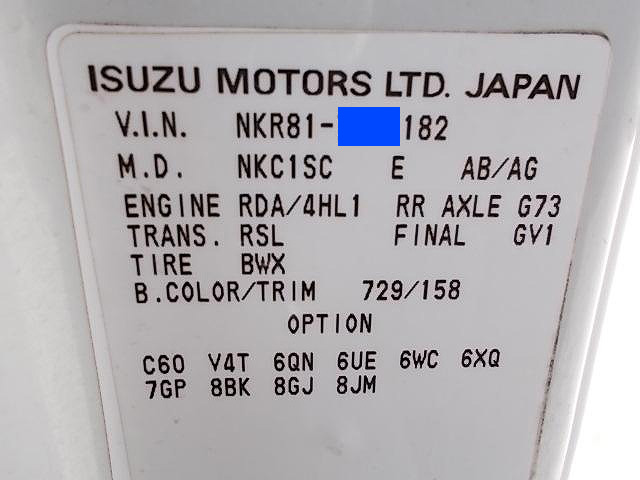 ISUZU MOTORS LTD. JAPAN
V.I.N. NKR81- 182
M.D. NKC1SC E AB/AG
ENGINE RDA/4HL1 RR AXLE G73
TRANS. RSL FINAL GV1
TIRE BWX
B.COLOR/TRIM 729/158
OPTION
C60 V4T 6QN 6UE 6WC 6XQ
7GP 8BK 8GJ 8JM